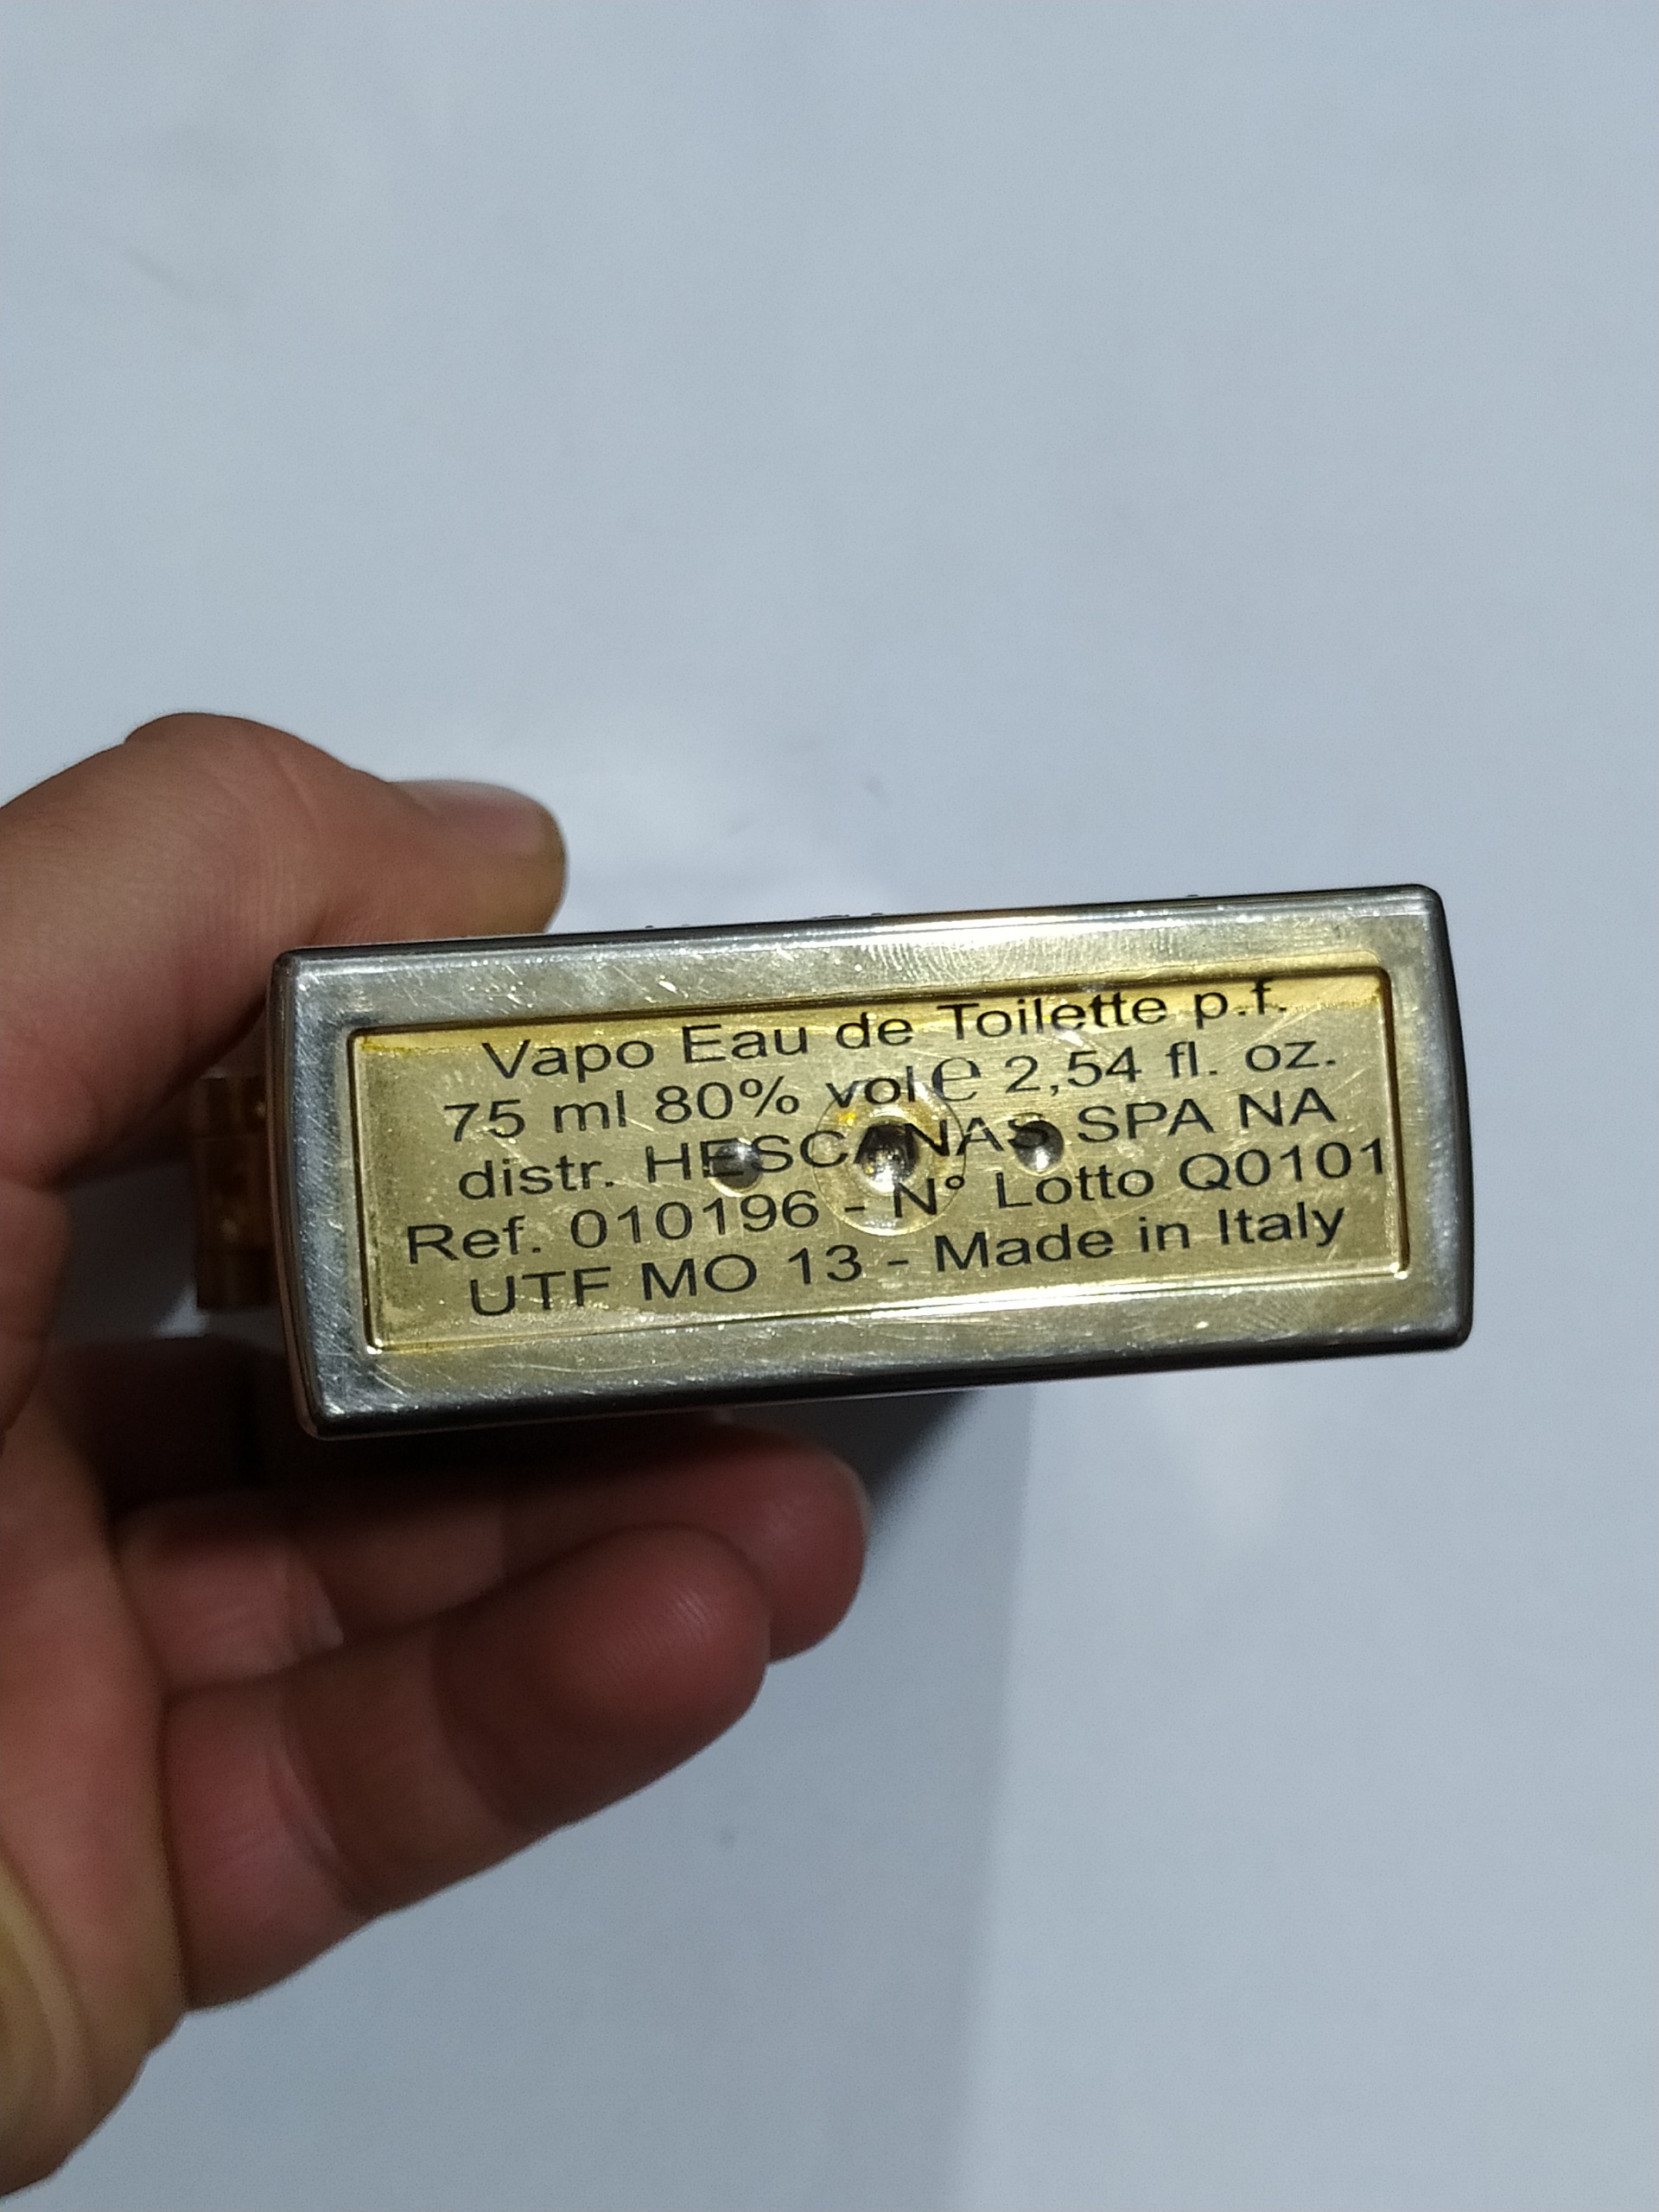 Vapo Eau de Toilette p.f.
75 ml 80% vol ℮ 2,54 fl. oz.
distr. HESCANAS SPA NA
Ref. 010196 - N° Lotto Q0101
UTF MO 13 - Made in Italy